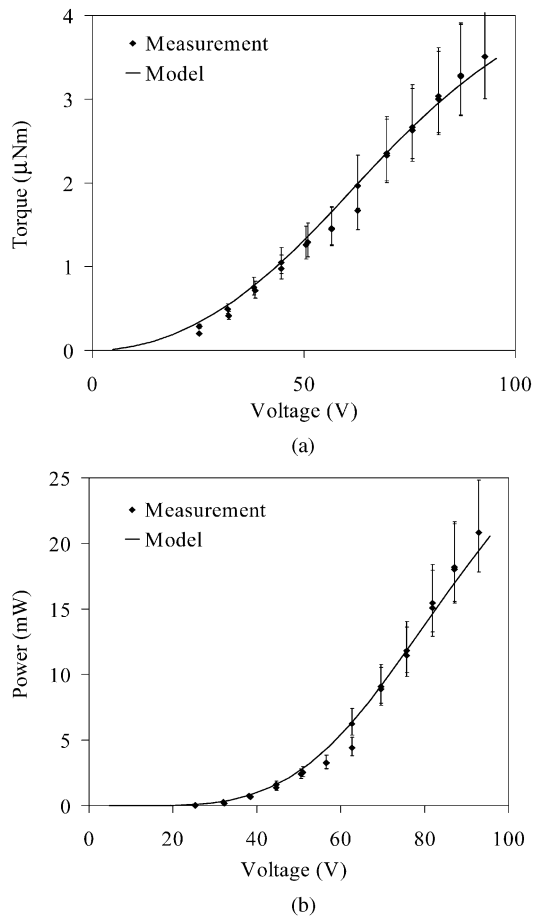 4
Measurement
Model
3
Torque (μNm)
2
1
0
0 50 100
Voltage (V)
(a)
25
Measurement
20
Model
15
Power (mW)
10
5
0
0 20 40 60 80 100
Voltage (V)
(b)